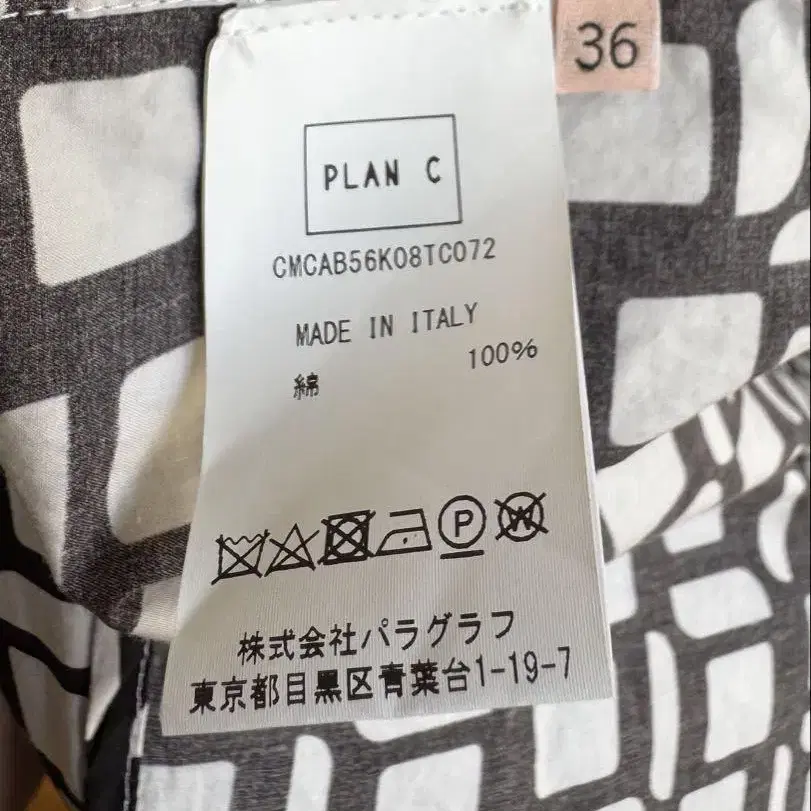 36
PLAN C
CMCAB56K08TC072
MADE IN ITALY
綿 100%
P
W
株式会社パラグラフ
東京都目黒区青葉台1-19-7